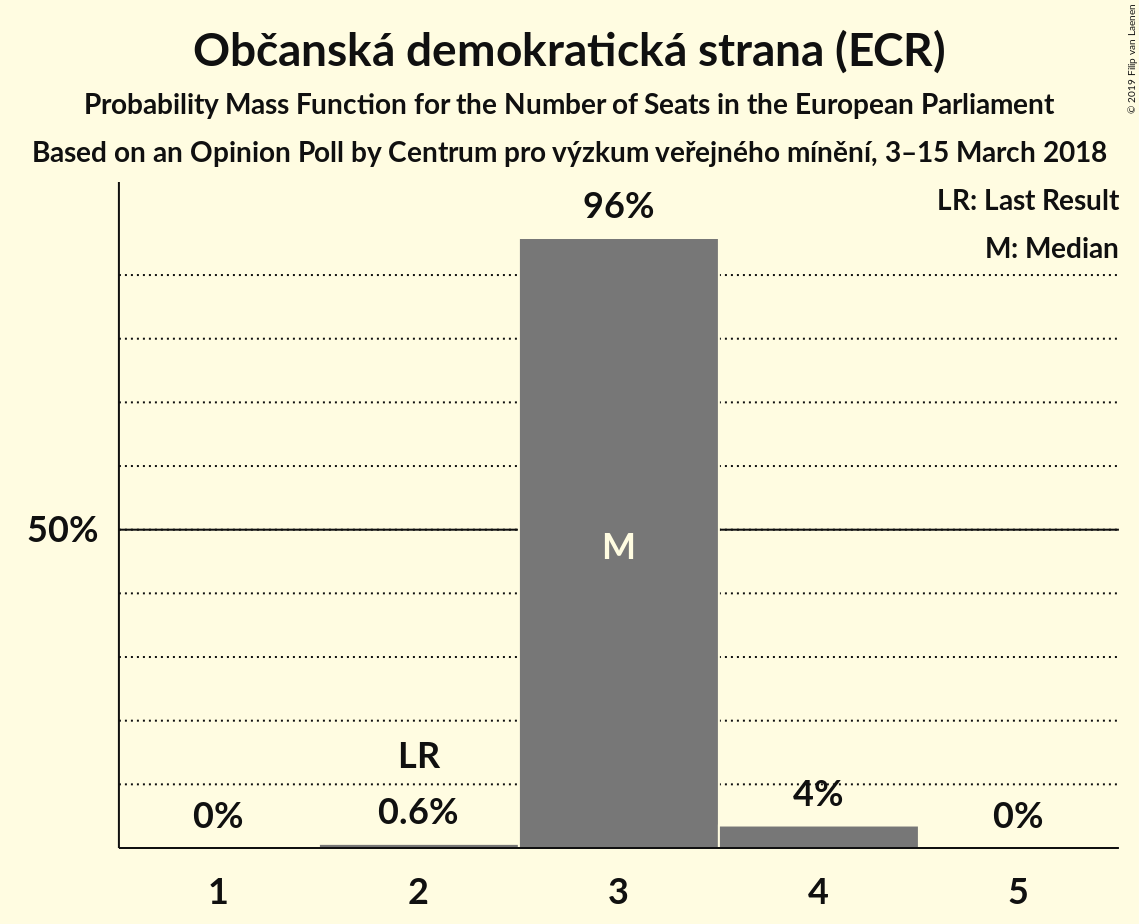 Občanská demokratická strana (ECR)
Probability Mass Function for the Number of Seats in the European Parliament
Based on an Opinion Poll by Centrum pro výzkum veřejného mínění, 3–15 March 2018
© 2019 Filip van Laenen
LR: Last Result
M: Median
96%
50%
M
LR
0%
0.6%
4%
0%
1
2
3
4
5